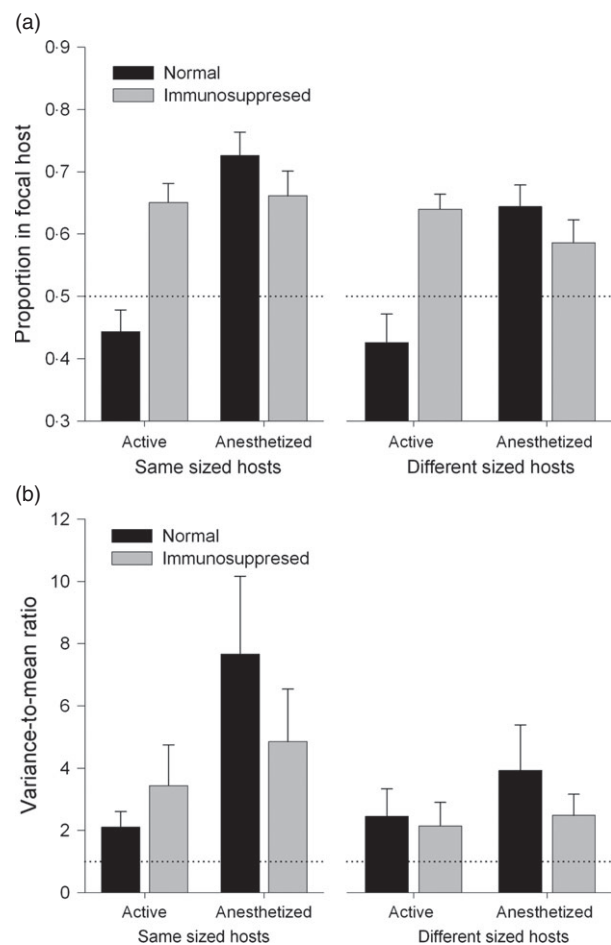 (a)
0·9
0·8
0·7
0·6
0·5
0·4
0·3
Proportion in focal host
Normal
Immunosuppresed
Active Anesthetized Active Anesthetized
Same sized hosts Different sized hosts
(b)
12
10
8
6
4
2
0
Variance-to-mean ratio
Normal
Immunosuppresed
Active Anesthetized Active Anesthetized
Same sized hosts Different sized hosts